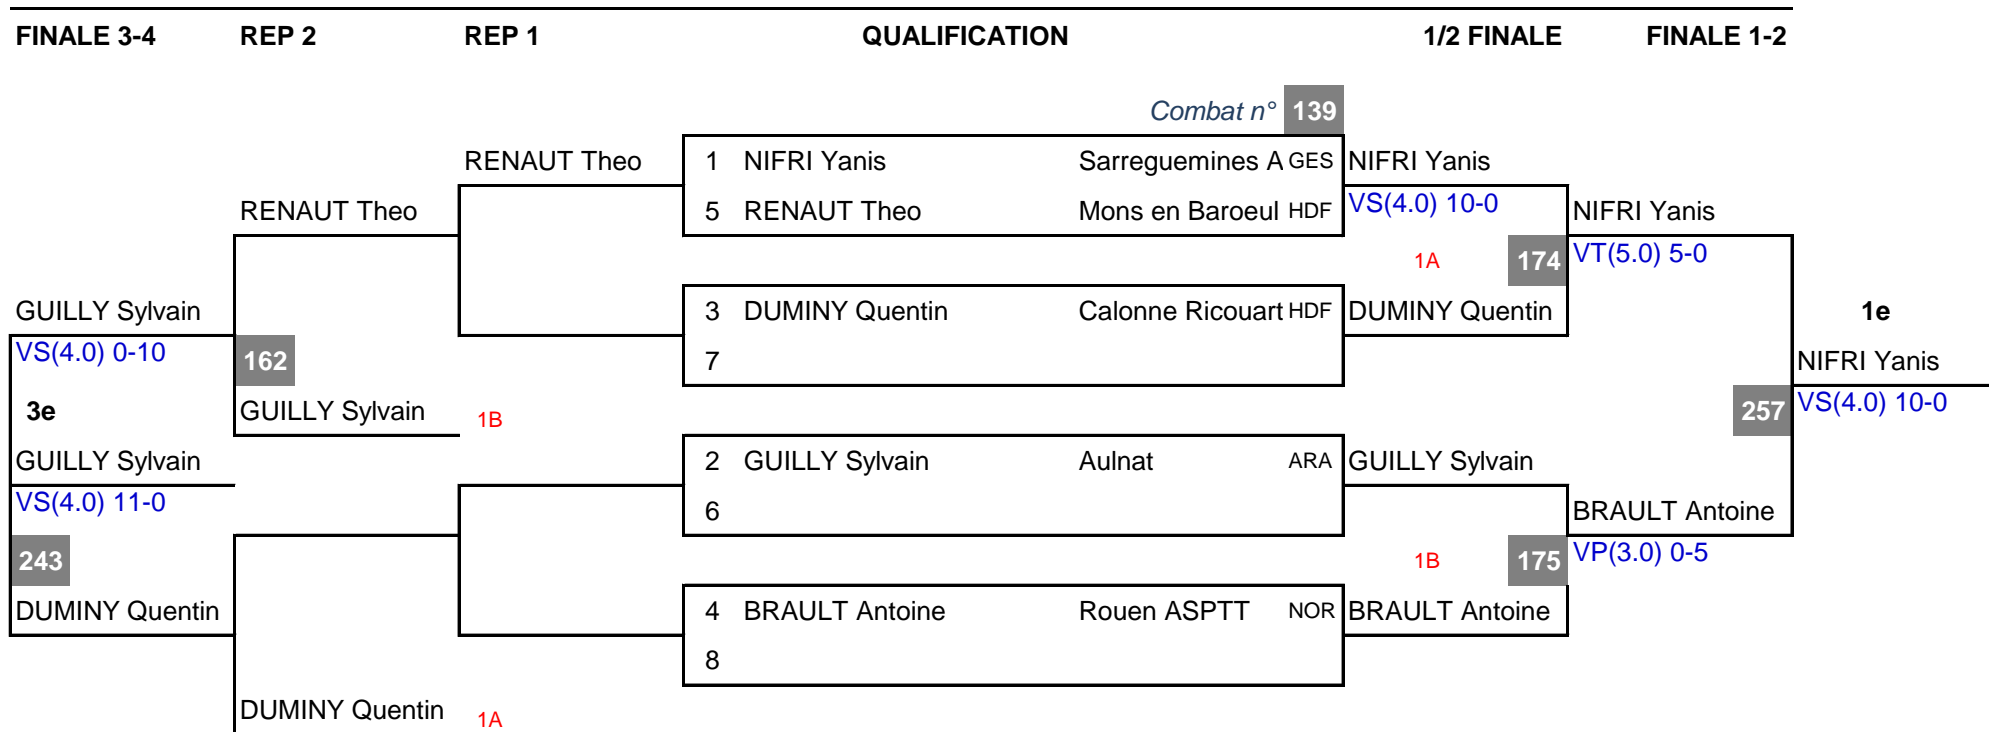 FINALE 3-4 REP 2 REP 1 QUALIFICATION 1/2 FINALE FINALE 1-2
Combat n° 139
RENAUT Theo 1 NIFRI Yanis Sarreguemines A GES NIFRI Yanis
VS(4.0) 10-0
RENAUT Theo 5 RENAUT Theo Mons en Baroeul HDF NIFRI Yanis
1A 174 VT(5.0) 5-0
GUILLY Sylvain 3 DUMINY Quentin Calonne Ricouart HDF DUMINY Quentin 1e
VS(4.0) 0-10 162 7 NIFRI Yanis
3e GUILLY Sylvain 1B 257 VS(4.0) 10-0
GUILLY Sylvain 2 GUILLY Sylvain Aulnat ARA GUILLY Sylvain
VS(4.0) 11-0 6 BRAULT Antoine
243 1B 175 VP(3.0) 0-5
DUMINY Quentin 4 BRAULT Antoine Rouen ASPTT NOR BRAULT Antoine
8
DUMINY Quentin 1A